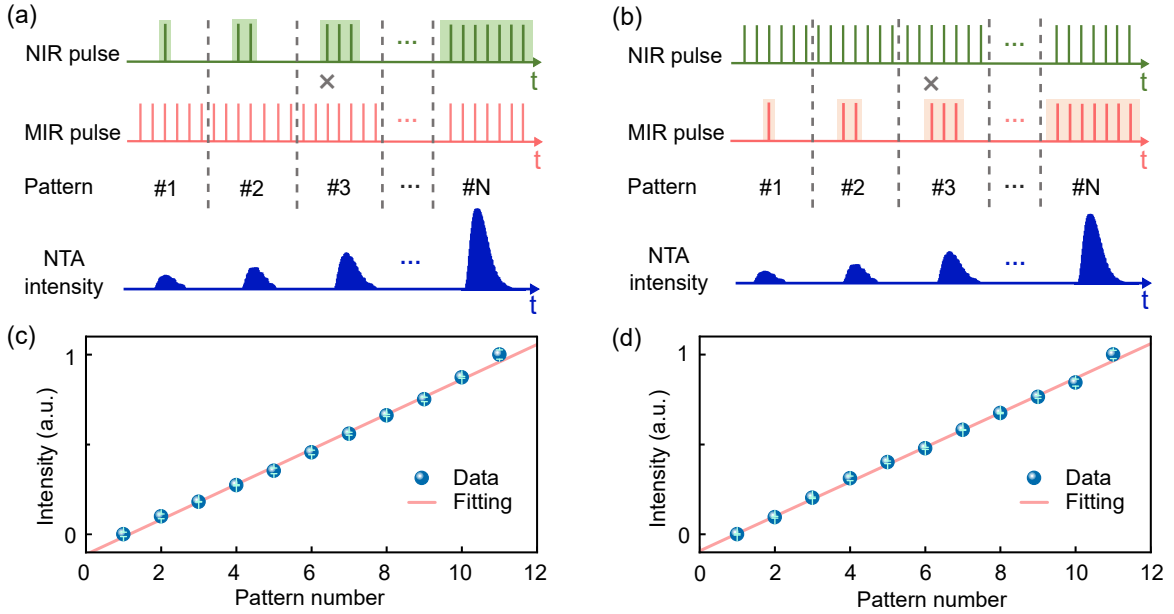 (a)
NIR pulse
...
t
×
MIR pulse
...
t
Pattern #1 #2 #3 ... #N
NTA
intensity
...
t
(b)
NIR pulse
...
t
×
MIR pulse
...
t
Pattern #1 #2 #3 ... #N
NTA
intensity
...
t
(c)
Intensity (a.u.)
1
0
Data
Fitting
0 2 4 6 8 10 12
Pattern number
(d)
Intensity (a.u.)
1
0
Data
Fitting
0 2 4 6 8 10 12
Pattern number